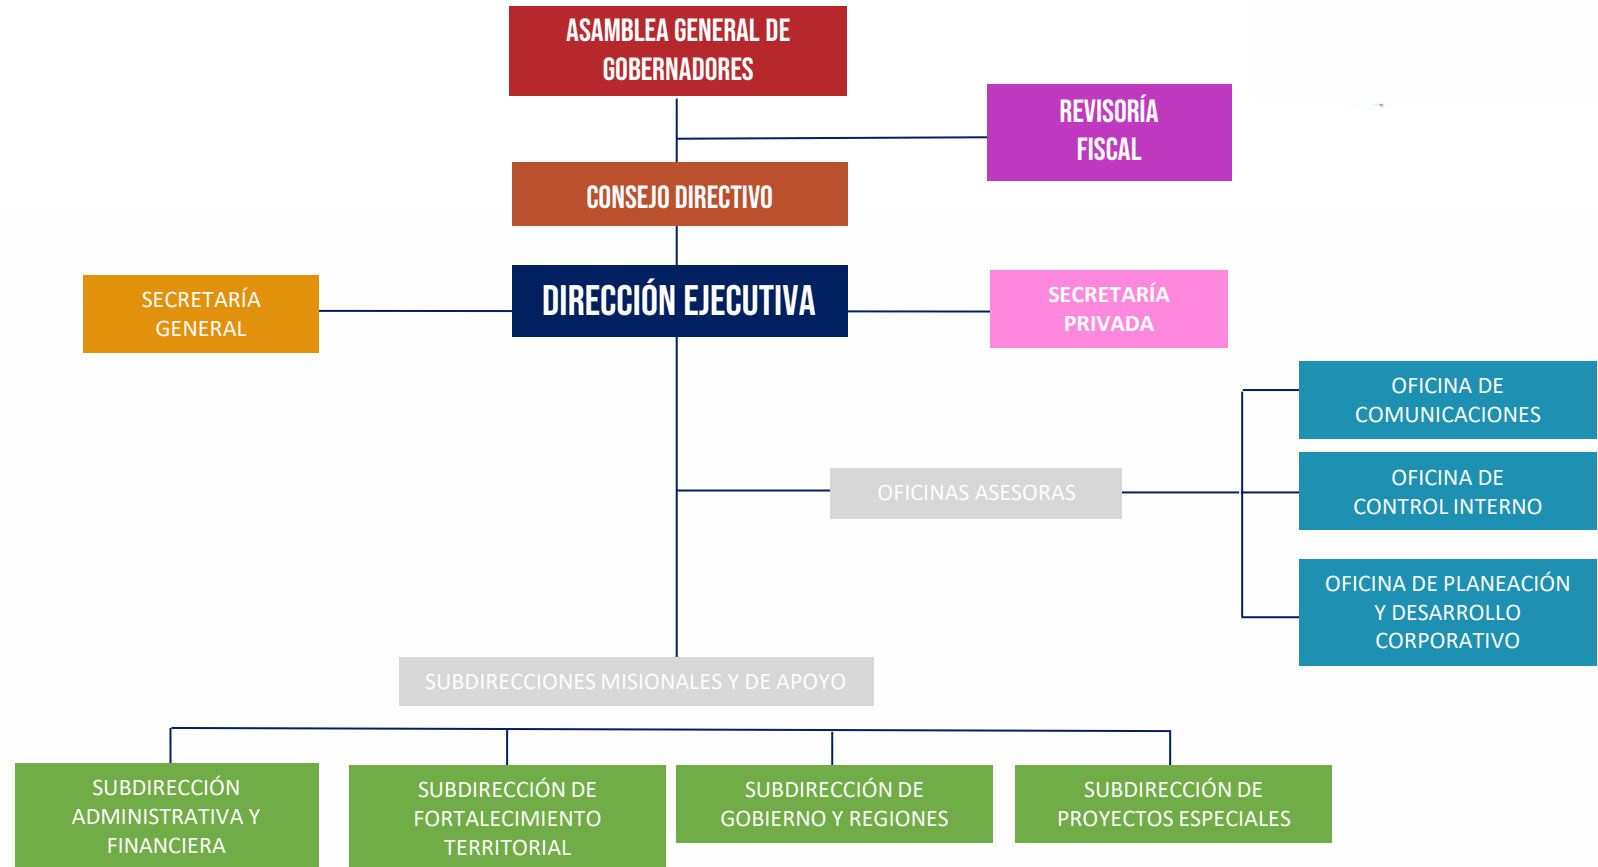 ASAMBLEA GENERAL DE
GOBERNADORES
REVISORÍA
FISCAL
CONSEJO DIRECTIVO
DIRECCIÓN EJECUTIVA
SECRETARÍA
GENERAL
SECRETARÍA
PRIVADA
OFICINA DE
COMUNICACIONES
OFICINAS ASESORAS
OFICINA DE
CONTROL INTERNO
OFICINA DE PLANEACIÓN
Y DESARROLLO
CORPORATIVO
SUBDIRECCIONES MISIONALES Y DE APOYO
SUBDIRECCIÓN
ADMINISTRATIVA Y
FINANCIERA
SUBDIRECCIÓN DE
FORTALECIMIENTO
TERRITORIAL
SUBDIRECCIÓN DE
GOBIERNO Y REGIONES
SUBDIRECCIÓN DE
PROYECTOS ESPECIALES